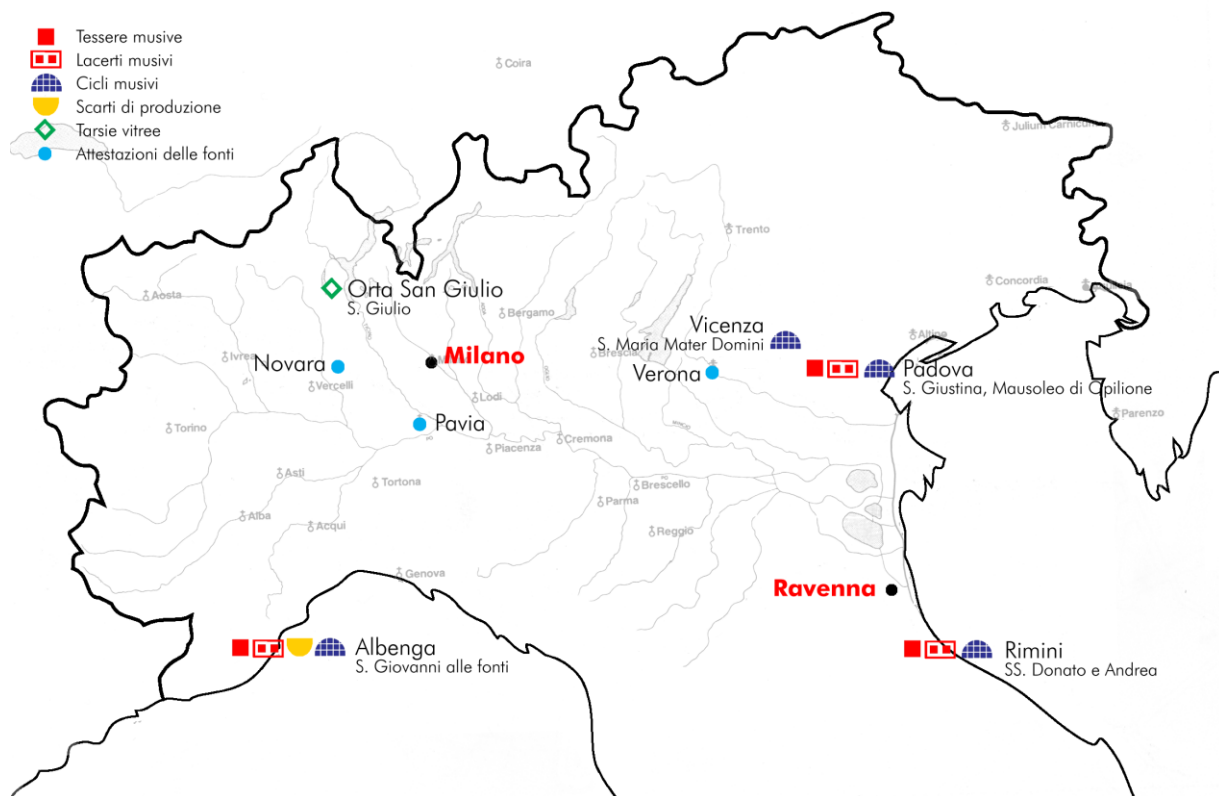 Tessere musive
Lacerti musivi
Cicli musivi
Scarti di produzione
Tarsie vitree
Attestazioni delle fonti
Coira
Julium Carnicum
Trento
Aosta
Orta San Giulio
S. Giulio
Concordia
Bergamo
Vicenza
S. Maria Mater Domini
Altino
Ivrea
Novara
Vercelli
Milano
Brescia
Verona
Padova
S. Giustina, Mausoleo di Opilione
Lodi
Parenzo
Torino
Pavia
PO
Piacenza
Cremona
Asti
Tortona
Brescello
Parma
Alba
Acqui
Reggio
Genova
Ravenna
Albenga
S. Giovanni alle fonti
Rimini
SS. Donato e Andrea